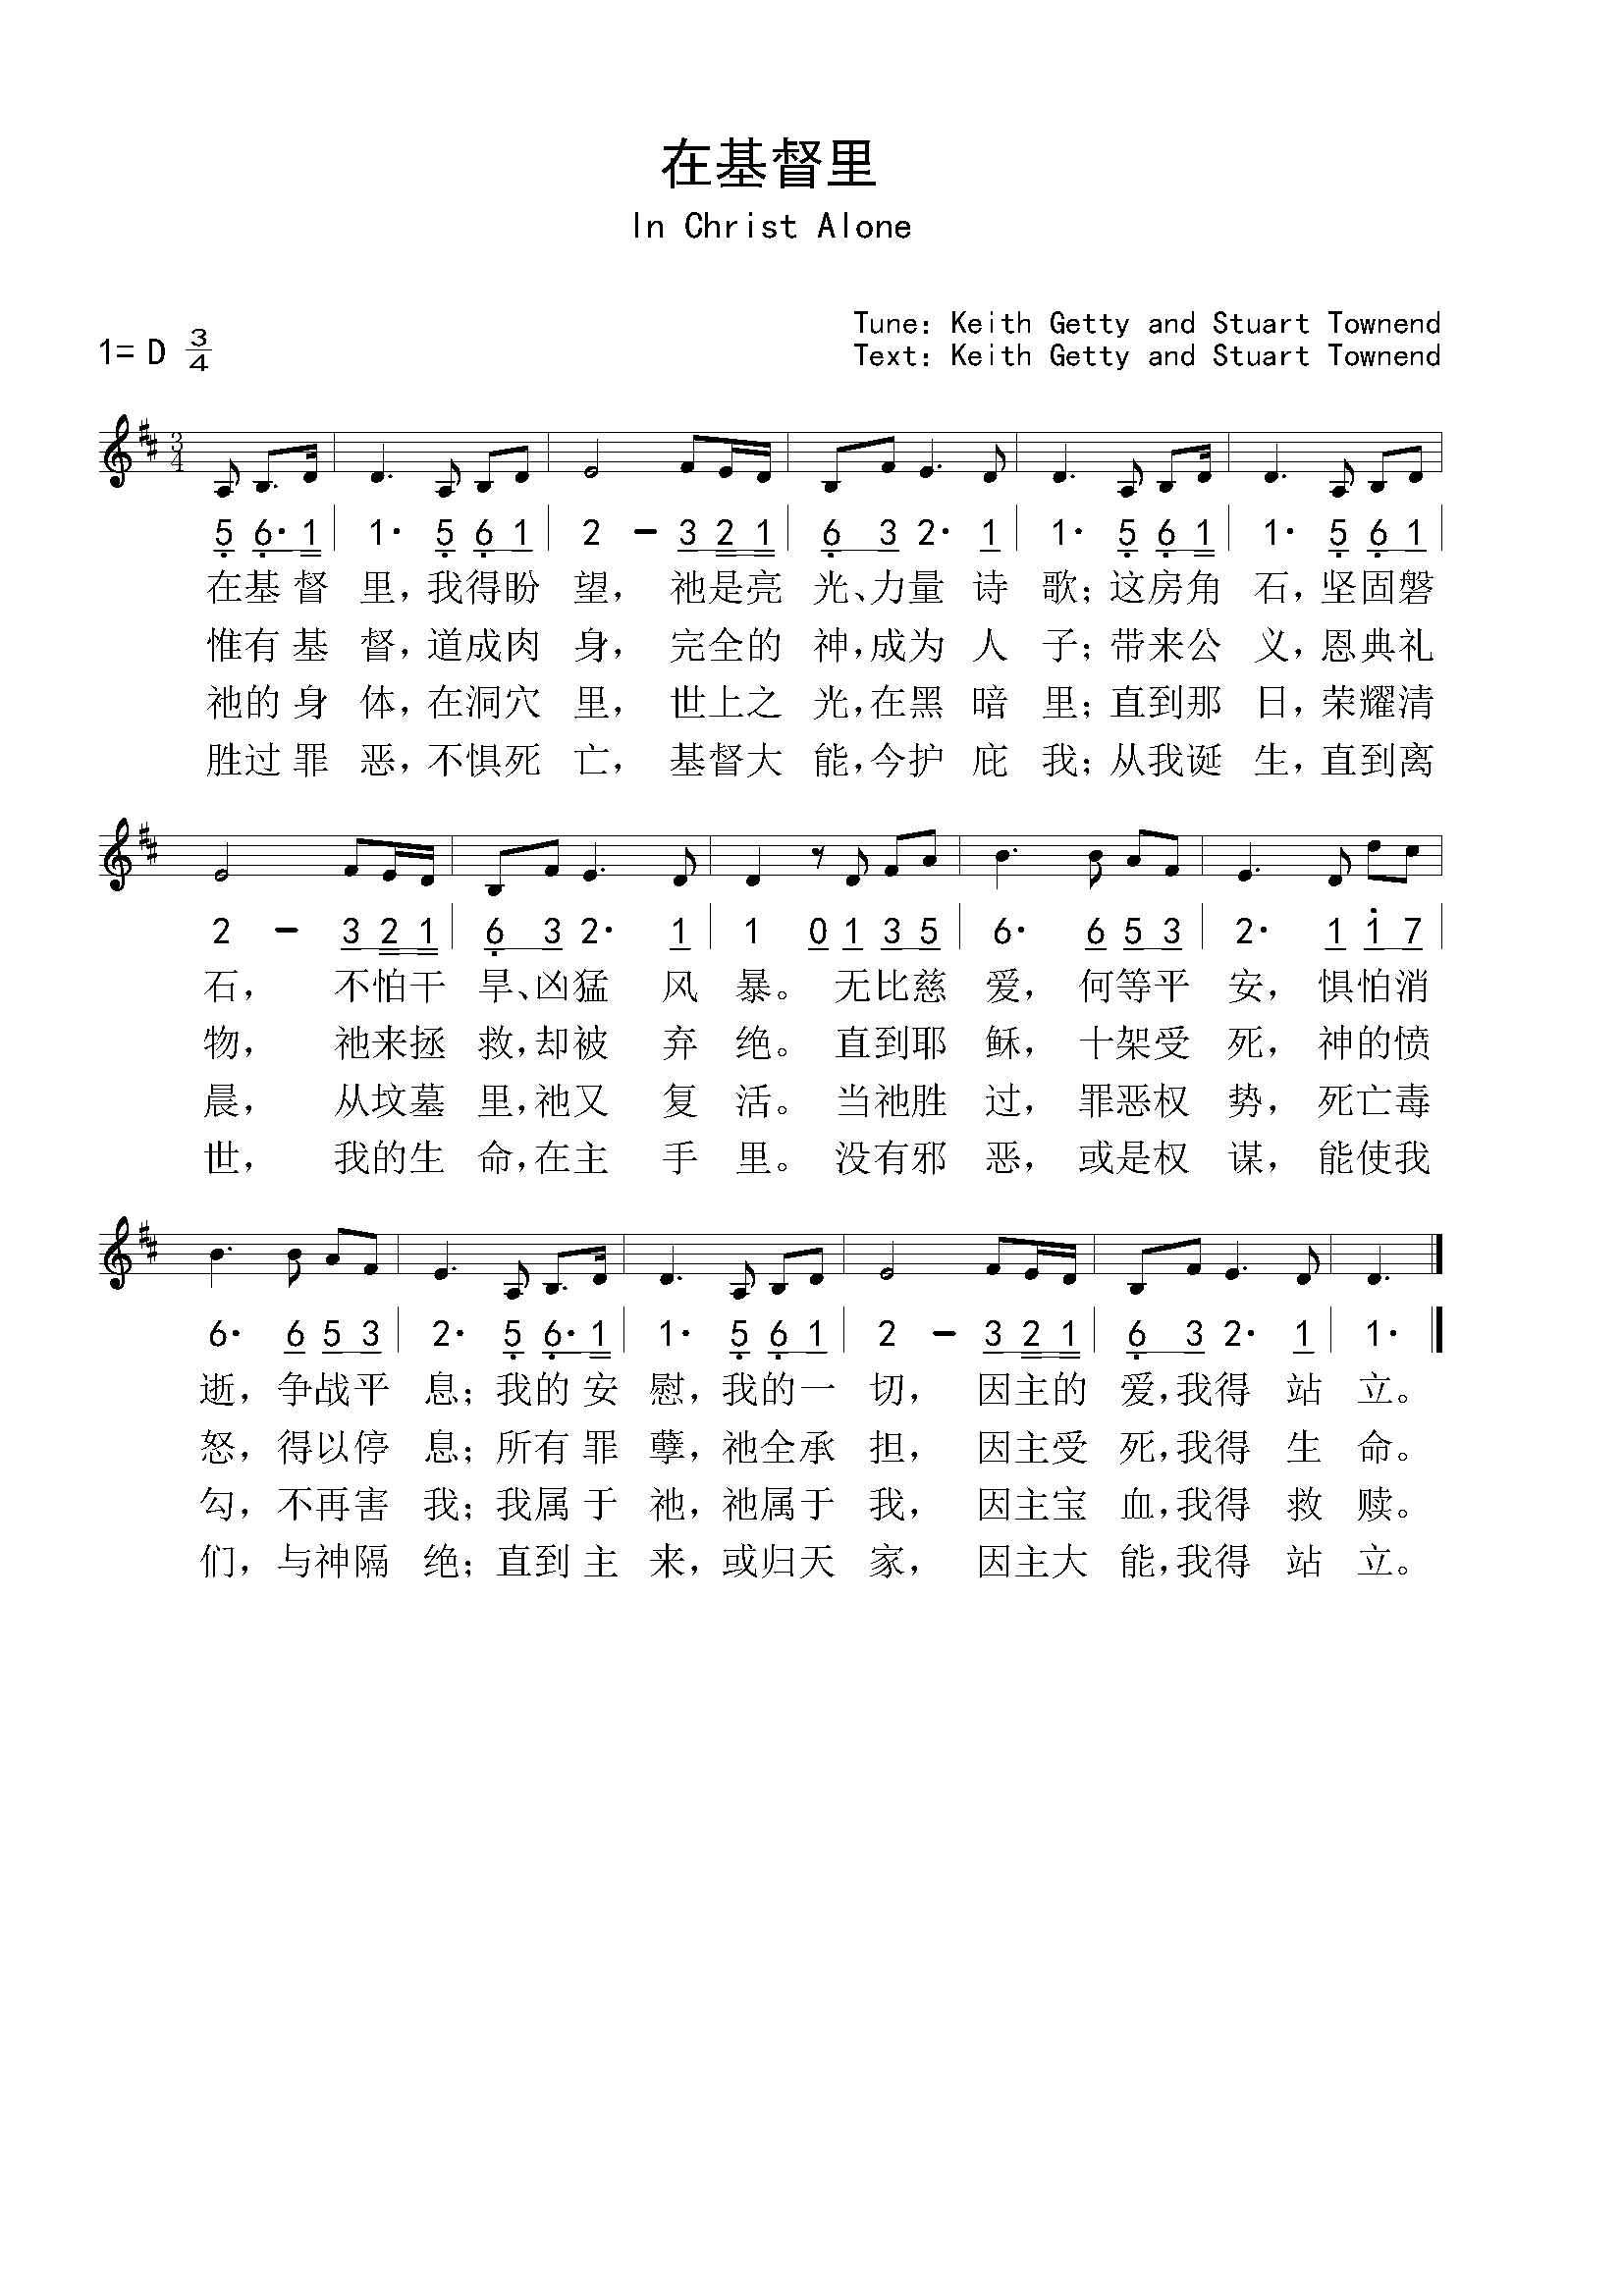 在基督里
In Christ Alone
Tune: Keith Getty and Stuart Townend
1= D 3/4
Text: Keith Getty and Stuart Townend
3/4
5 6· 1 | 1· 5 6 1 | 2 – 3 2 1 | 6 3 2· 1 | 1· 5 6 1 | 1· 5 6 1 |
在基督里，我得盼望，祂是亮光、力量诗歌；这房角石，坚固磐
惟有基督，道成肉身，完全的神，成为人子；带来公义，恩典礼
祂的身体，在洞穴里，世上之光，在黑暗里；直到那日，荣耀清
胜过罪恶，不惧死亡，基督大能，今护庇我；从我诞生，直到离
2 – 3 2 1 | 6 3 2· 1 | 1 0 1 3 5 | 6· 6 5 3 | 2· 1 1 7 |
石，不怕干旱、凶猛风暴。无比慈爱，何等平安，惧怕消
物，祂来拯救，却被弃绝。直到耶稣，十架受死，神的愤
晨，从坟墓里，祂又复活。当祂胜过，罪恶权势，死亡毒
世，我的生命，在主手里。没有邪恶，或是权谋，能使我
6· 6 5 3 | 2· 5 6· 1 | 1· 5 6 1 | 2 – 3 2 1 | 6 3 2· 1 | 1·
逝，争战平息；我的安慰，我的一切，因主的爱，我得站立。
怒，得以停息；所有罪孽，祂全承担，因主受死，我得生命。
勾，不再害我；我属于祂，祂属于我，因主宝血，我得救赎。
们，与神隔绝；直到主来，或归天家，因主大能，我得站立。